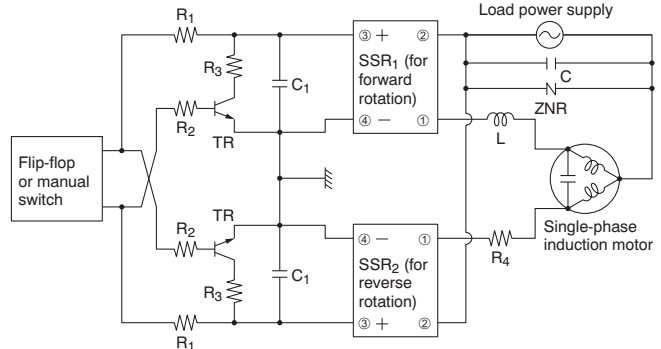 Load power supply
R1
R3
C1
③ +
②
SSR1 (for
forward
rotation)
④ −
①
C
ZNR
L
R2
TR
Flip-flop
or manual
switch
Single-phase
induction motor
TR
R2
R3
C1
④ −
①
SSR2 (for
reverse
rotation)
③ +
②
R4
R1